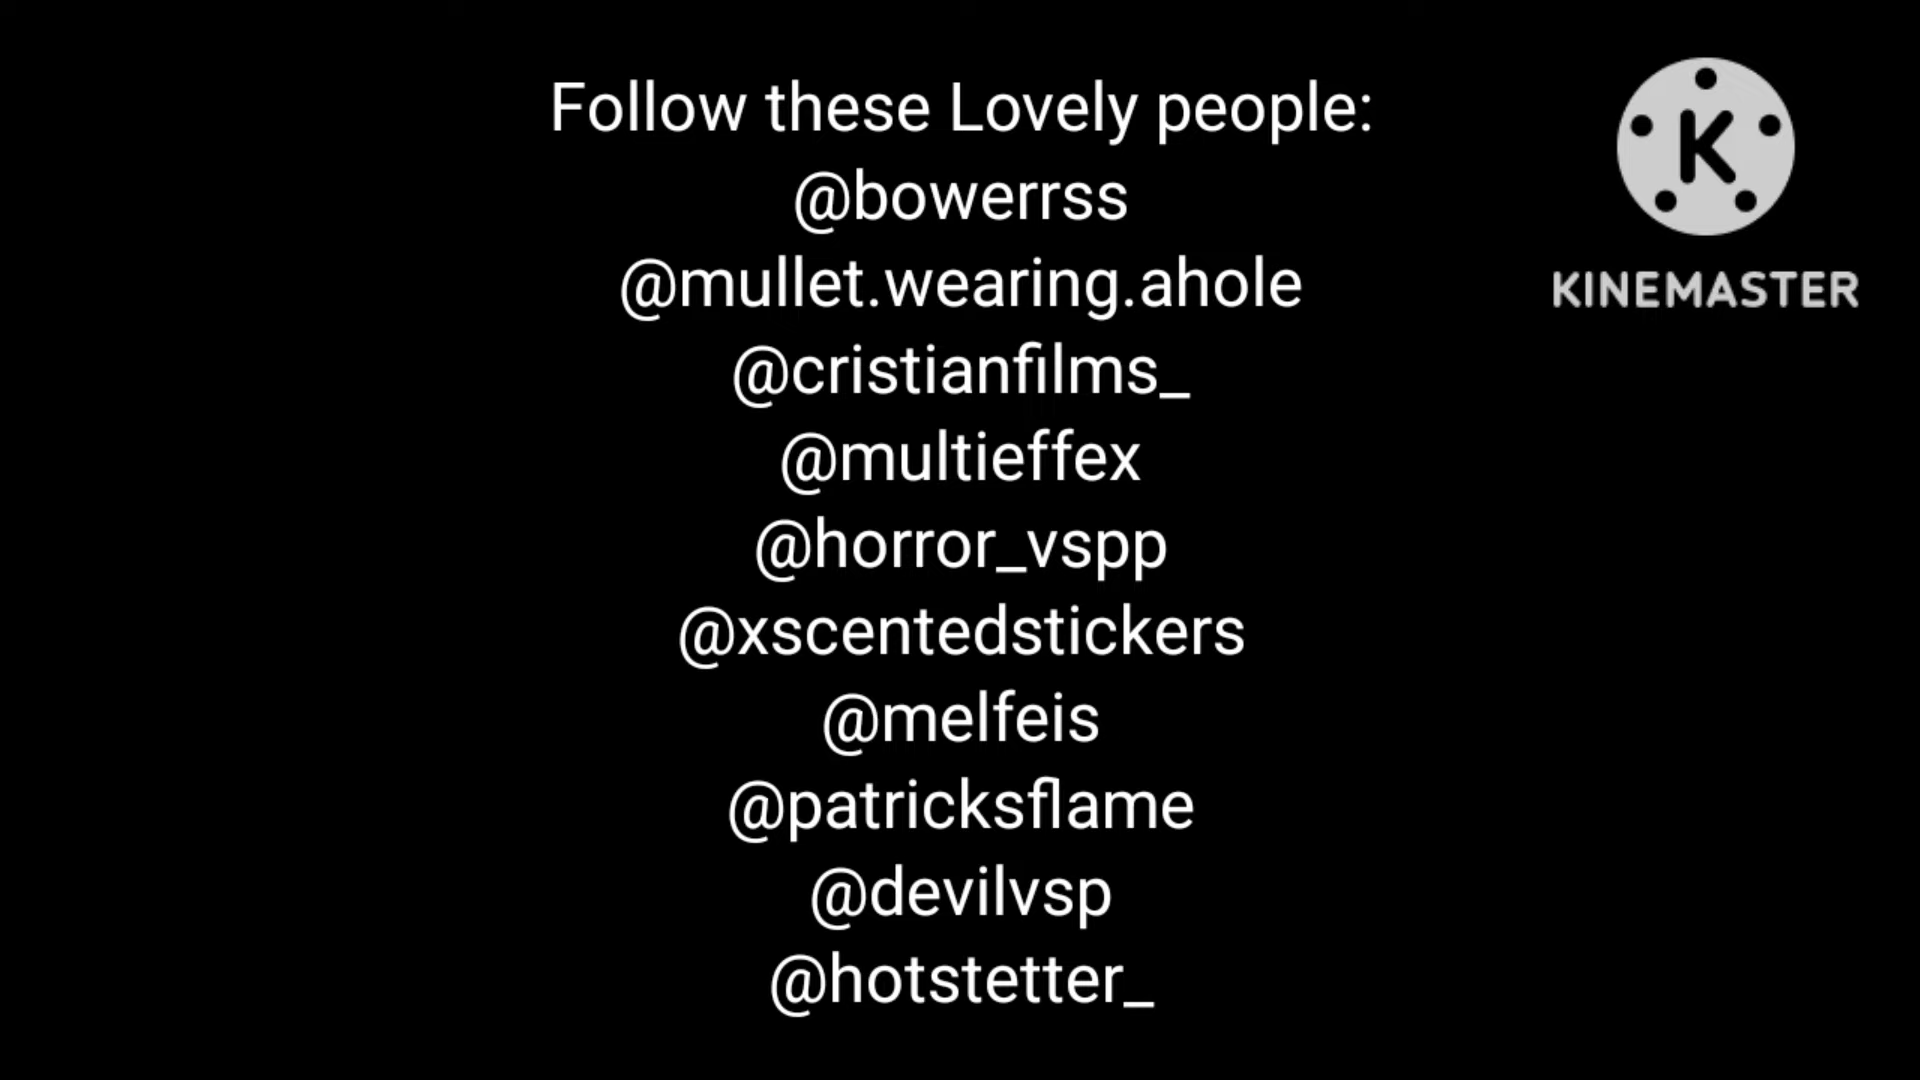 Follow these Lovely people:
@bowerrss
@mullet.wearing.ahole
@cristianfilms_
@multieffex
@horror_vspp
@xscentedstickers
@melfeis
@patricksflame
@devilvsp
@hotstetter_
K
KINEMASTER